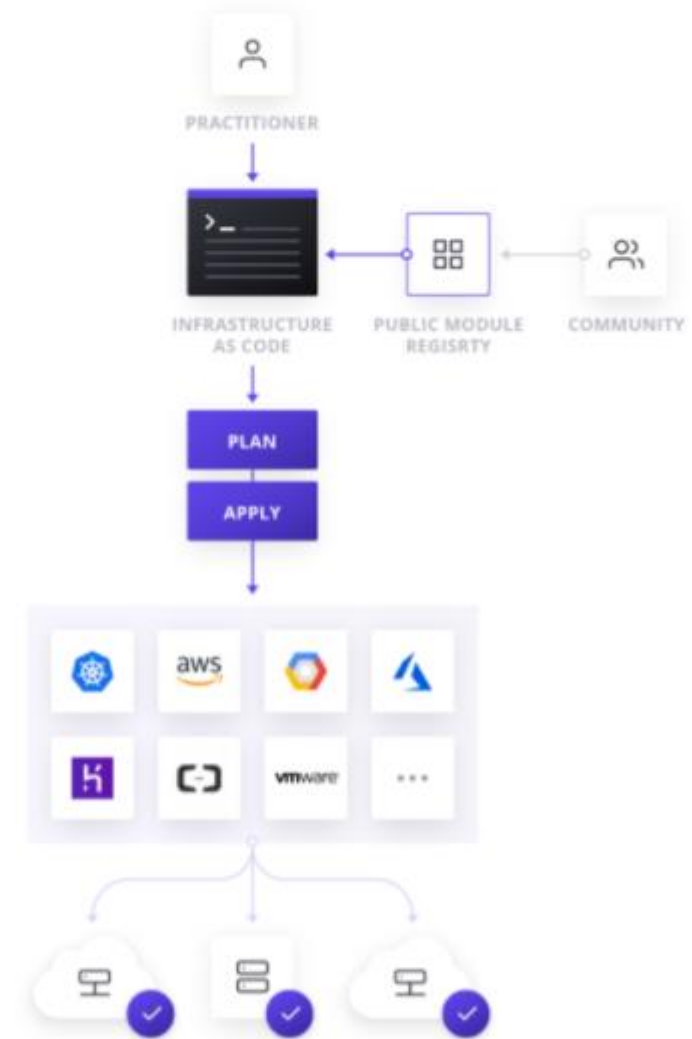 PRACTITIONER
>_
INFRASTRUCTURE
AS CODE
PUBLIC MODULE
REGISRTY
COMMUNITY
PLAN
APPLY
aws
vmware